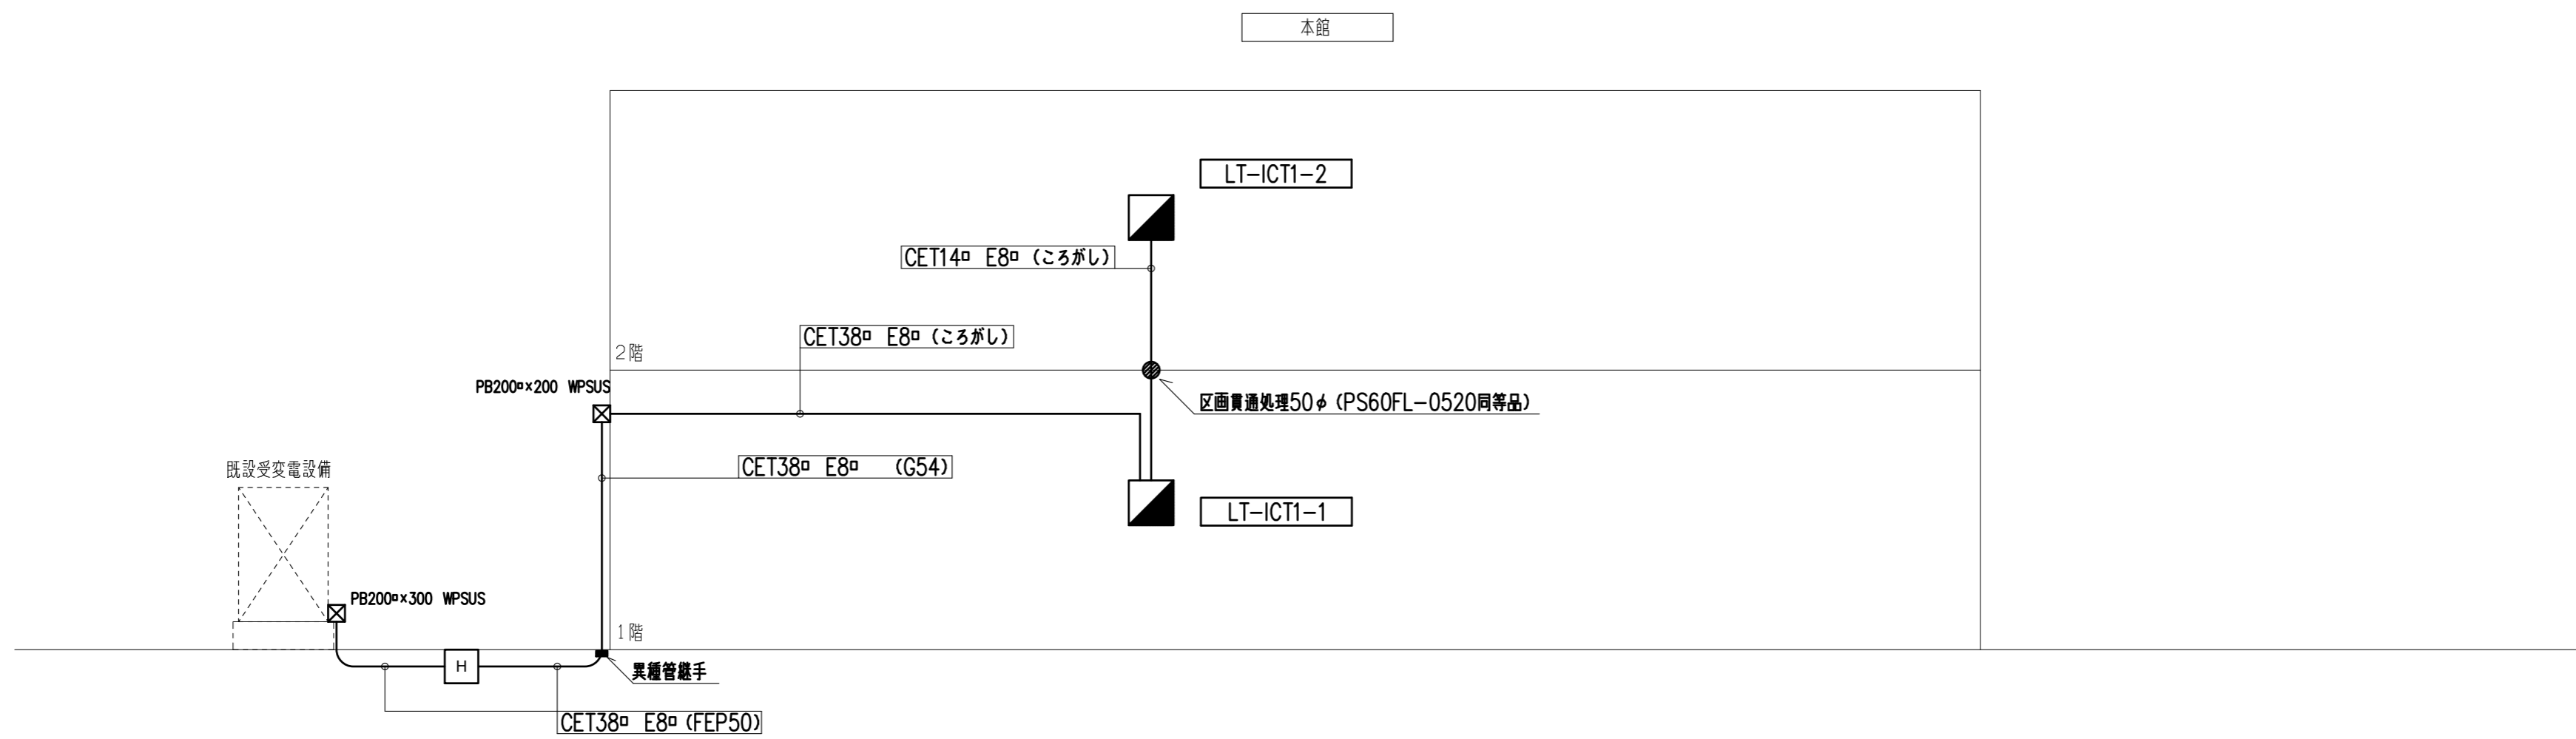 本館
LT-ICT1-2
CET14□ E8□ (ころがし)
CET38□ E8□ (ころがし)
2階
PB200□×200 WPSUS
区画貫通処理50φ (PS60FL-0520同等品)
CET38□ E8□ (G54)
既設受変電設備
LT-ICT1-1
PB200□×300 WPSUS
1階
H
異種管継手
CET38□ E8□ (FEP50)